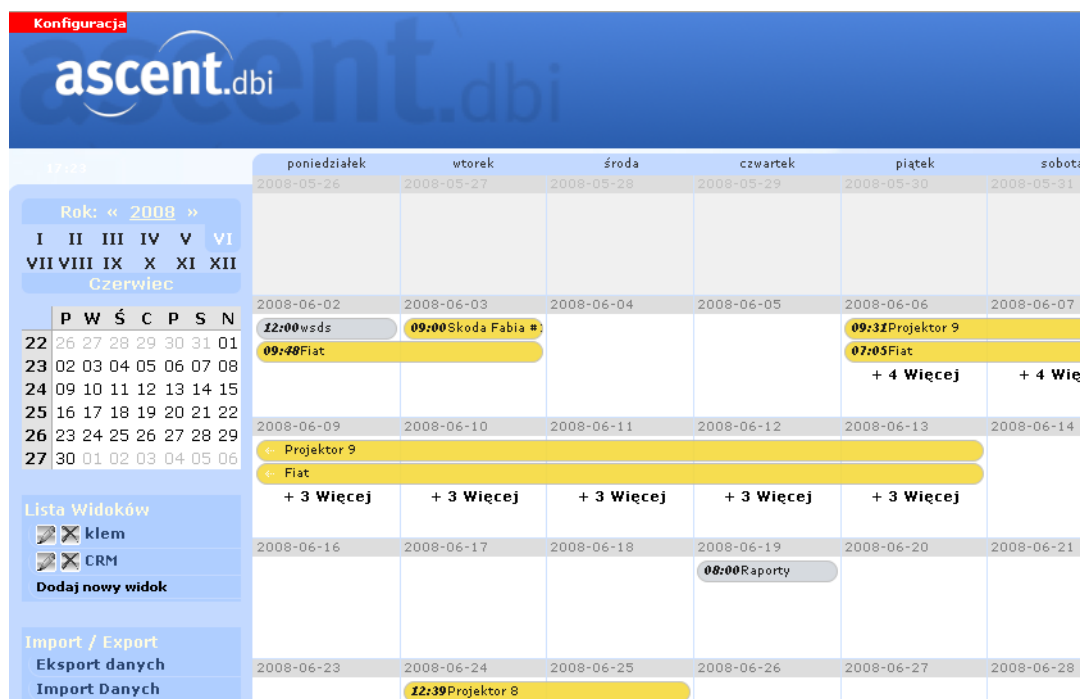 Konfiguracja
ascent.dbi
ascent.dbi
17:23
poniedziałek wtorek środa czwartek piątek sobota
2008-05-26 2008-05-27 2008-05-28 2008-05-29 2008-05-30 2008-05-31
Rok: « 2008 »
I II III IV V VI
VII VIII IX X XI XII
Czerwiec
P W Ś C P S N
22 26 27 28 29 30 31 01
23 02 03 04 05 06 07 08
24 09 10 11 12 13 14 15
25 16 17 18 19 20 21 22
26 23 24 25 26 27 28 29
27 30 01 02 03 04 05 06
2008-06-02 2008-06-03 2008-06-04 2008-06-05 2008-06-06 2008-06-07
12:00wsds 09:00Skoda Fabia # 09:31Projektor 9
09:48Fiat 07:05Fiat
+ 4 Więcej + 4 Wię
2008-06-09 2008-06-10 2008-06-11 2008-06-12 2008-06-13 2008-06-14
← Projektor 9
← Fiat
+ 3 Więcej + 3 Więcej + 3 Więcej + 3 Więcej + 3 Więcej
2008-06-16 2008-06-17 2008-06-18 2008-06-19 2008-06-20 2008-06-21
08:00Raporty
2008-06-23 2008-06-24 2008-06-25 2008-06-26 2008-06-27 2008-06-28
12:39Projektor 8
Lista Widoków
klem
CRM
Dodaj nowy widok
Import / Export
Eksport danych
Import Danych